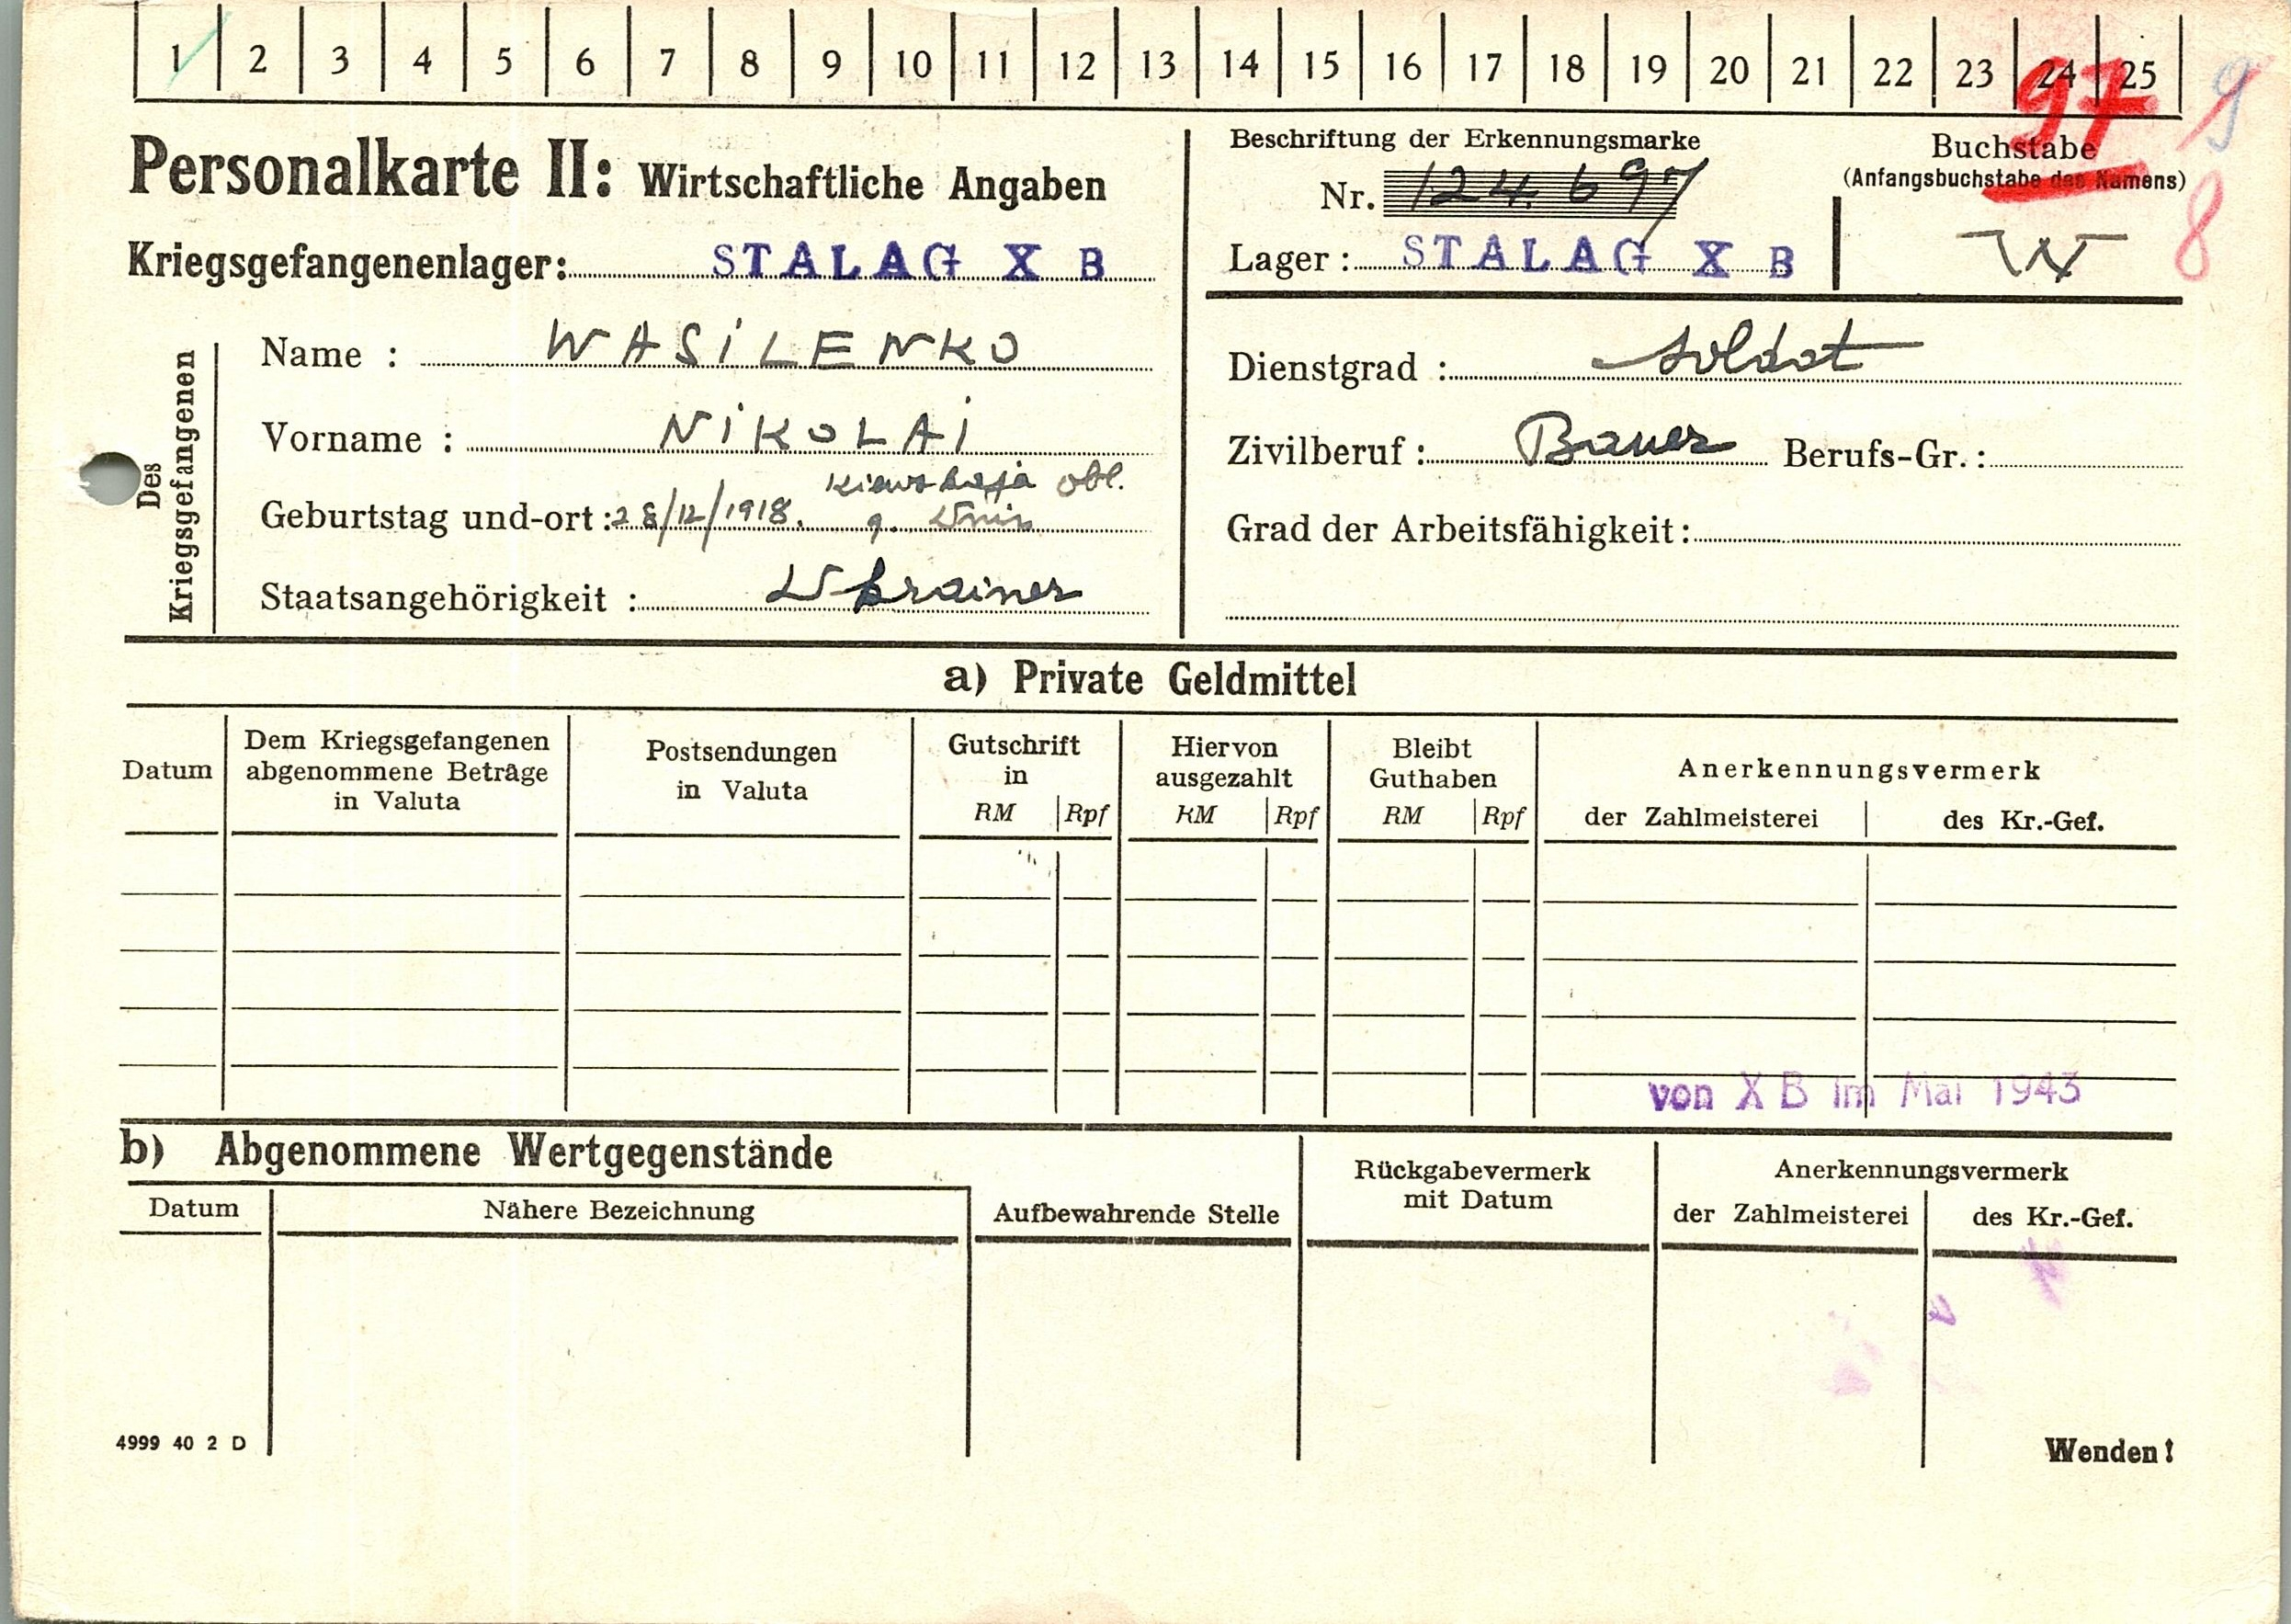 1 2 3 4 5 6 7 8 9 10 11 12 13 14 15 16 17 18 19 20 21 22 23 24 25
97
9
8
Personalkarte II: Wirtschaftliche Angaben
Kriegsgefangenenlager: STALAG X B
Beschriftung der Erkennungsmarke
Nr. 124697
Lager: STALAG X B
Buchstabe
(Anfangsbuchstabe des Namens)
W
Des
Kriegsgefangenen
Name : WASILENKO
Vorname : NIKOLAI
Kiewskaja obl.
Geburtstag und-ort: 28/12/1918. g.
Staatsangehörigkeit : Ukrainer
Dienstgrad : Soldat
Zivilberuf: Bauer Berufs-Gr.:
Grad der Arbeitsfähigkeit:
a) Private Geldmittel
Datum
Dem Kriegsgefangenen
abgenommene Beträge
in Valuta
Postsendungen
in Valuta
Gutschrift
in
RM Rpf
Hiervon
ausgezahlt
RM Rpf
Bleibt
Guthaben
RM Rpf
Anerkennungsvermerk
der Zahlmeisterei des Kr.-Gef.
von X B im Mai 1943
b) Abgenommene Wertgegenstände
Datum
Nähere Bezeichnung
Aufbewahrende Stelle
Rückgabevermerk
mit Datum
Anerkennungsvermerk
der Zahlmeisterei des Kr.-Gef.
4999 40 2 D
Wenden!